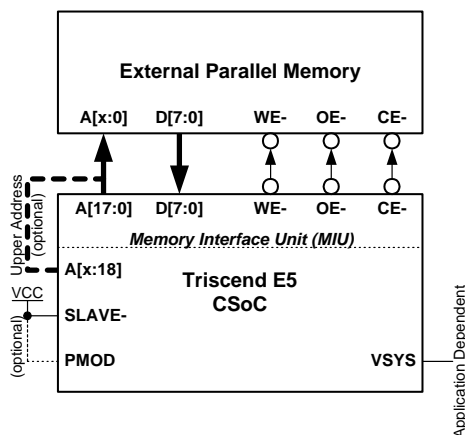 External Parallel Memory
A[x:0] D[7:0] WE- OE- CE-
Upper Address
(optional)
A[17:0] D[7:0] WE- OE- CE-
Memory Interface Unit (MIU)
A[x:18]
Triscend E5
CSoC
VCC
SLAVE-
(optional)
PMOD
VSYS
Application Dependent